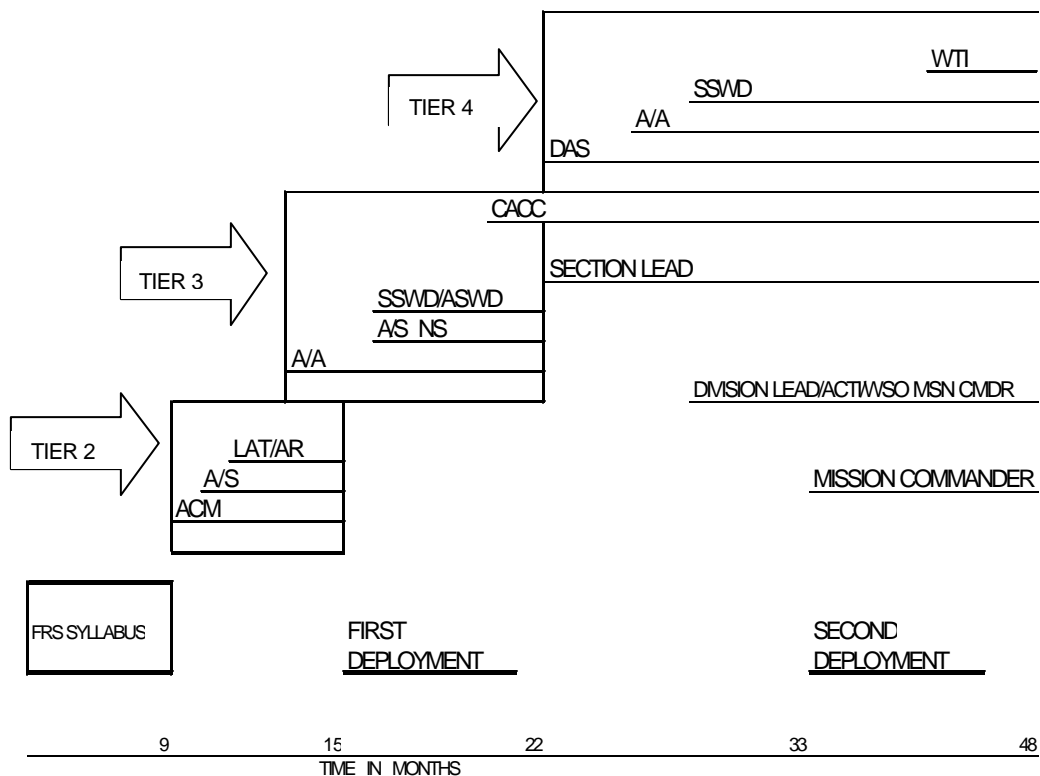 WTI
SSWD
TIER 4
A/A
DAS
CACC
SECTION LEAD
TIER 3
SSWD/ASWD
A/S NS
A/A
DIVISION LEAD/ACTI/WSO MSN CMDR
TIER 2
LAT/AR
A/S
MISSION COMMANDER
ACM
FRS SYLLABUS
FIRST
DEPLOYMENT
SECOND
DEPLOYMENT
9 15 22 33 48
TIME IN MONTHS